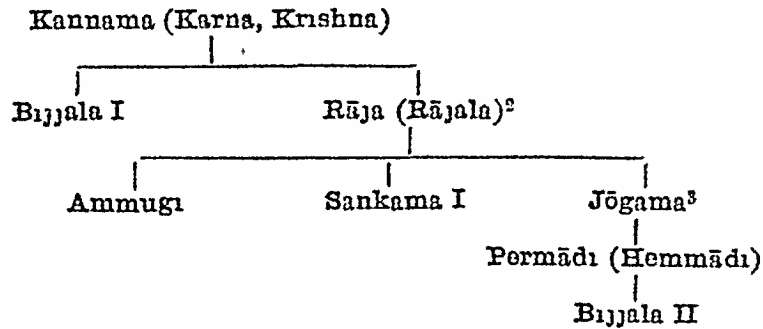 Kannama (Karna, Krishna)
Bijjala I Rāja (Rājala)²
Ammugi Sankama I Jōgama³
Permādi (Hemmādi)
Bijjala II